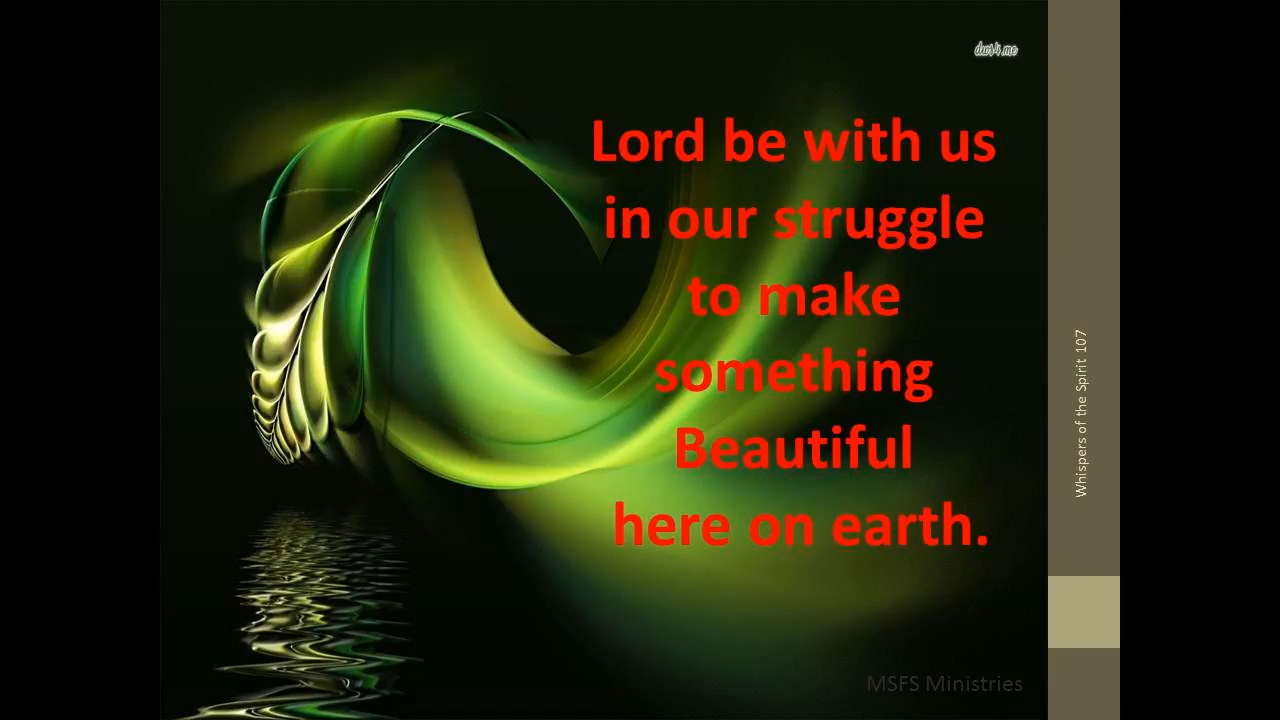 Lord be with us
in our struggle
to make
something
Beautiful
here on earth.
Whispers of the Spirit 107
MSFS Ministries